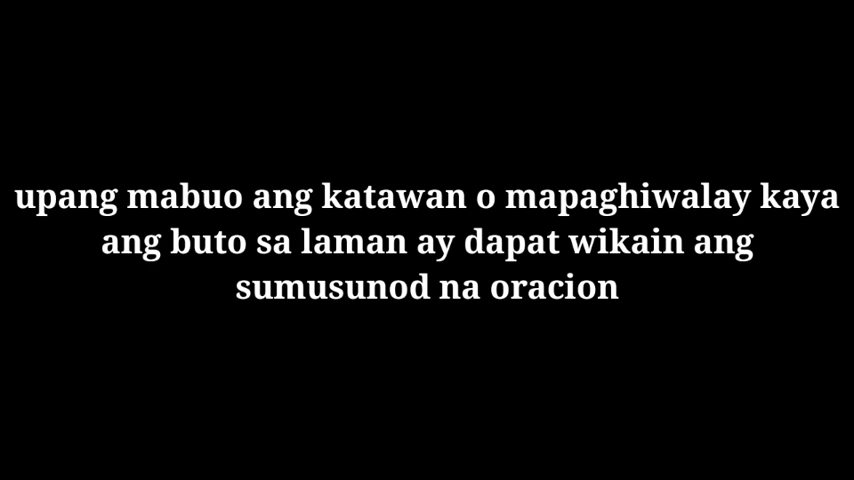 upang mabuo ang katawan o mapaghiwalay kaya
ang buto sa laman ay dapat wikain ang
sumusunod na oracion